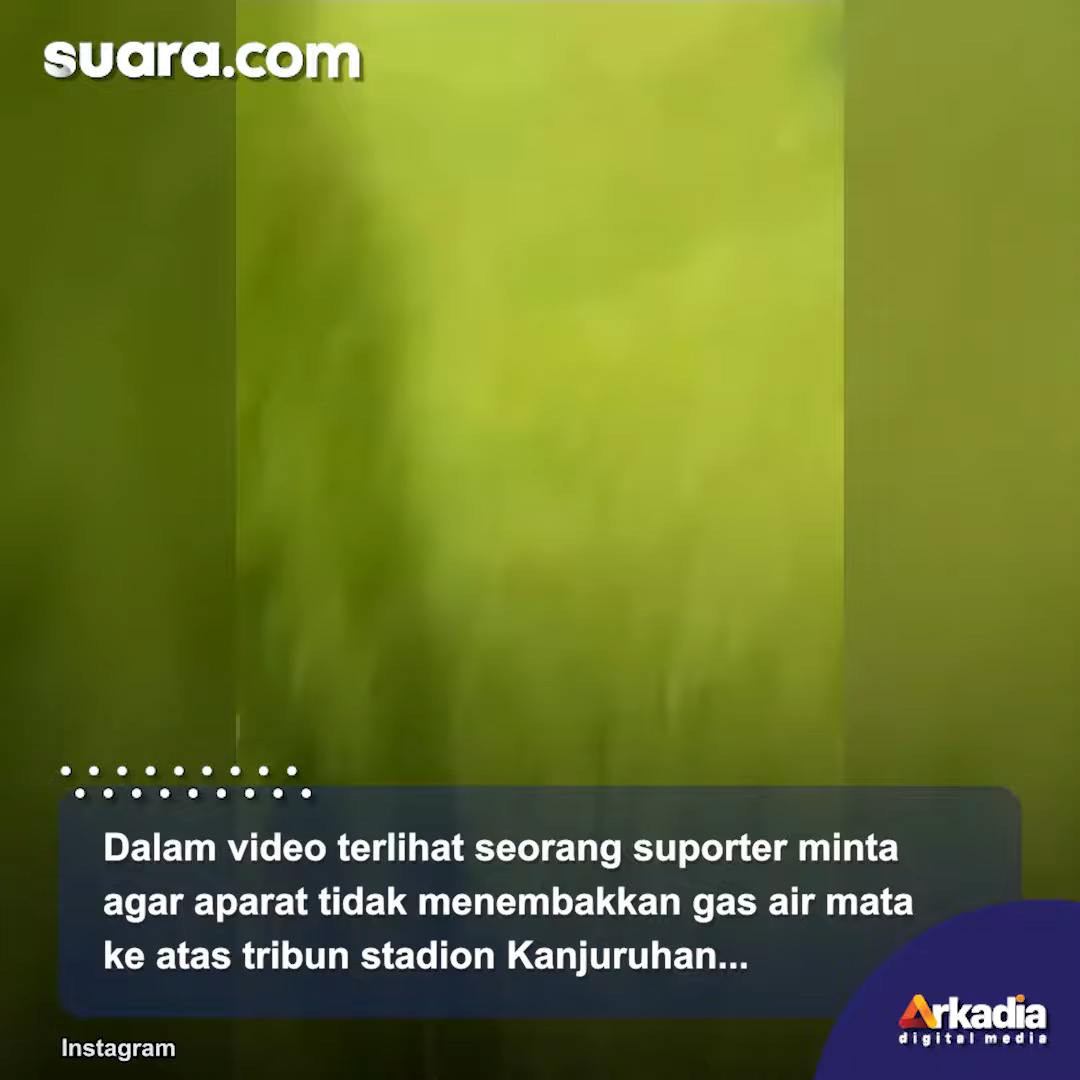 suara.com
Dalam video terlihat seorang suporter minta
agar aparat tidak menembakkan gas air mata
ke atas tribun stadion Kanjuruhan...
Arkadia
digital media
Instagram